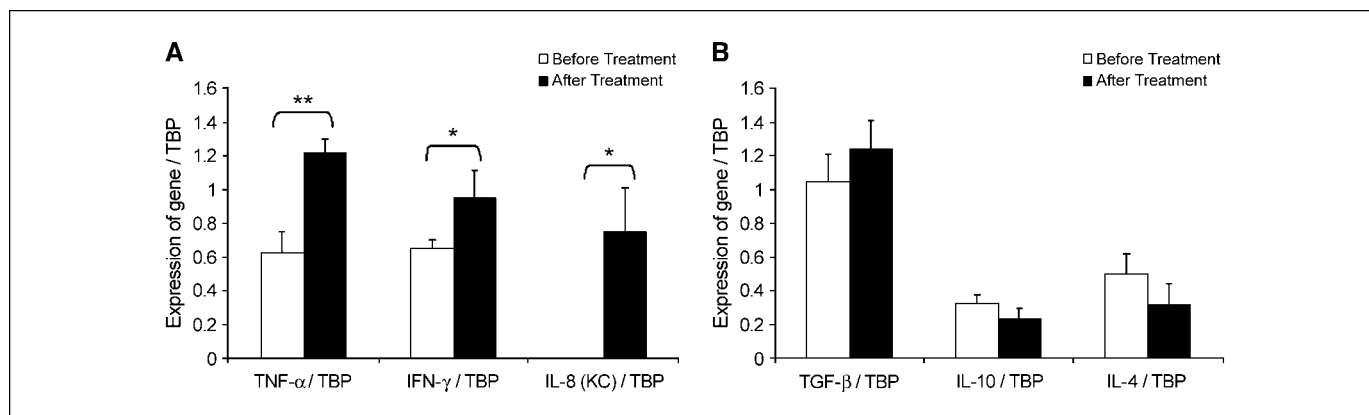 A
Before Treatment
After Treatment
Expression of gene / TBP
1.6
1.4
1.2
1
0.8
0.6
0.4
0.2
0
**
*
*
TNF-α / TBP
IFN-γ / TBP
IL-8 (KC) / TBP
B
Before Treatment
After Treatment
Expression of gene / TBP
1.6
1.4
1.2
1
0.8
0.6
0.4
0.2
0
TGF-β / TBP
IL-10 / TBP
IL-4 / TBP